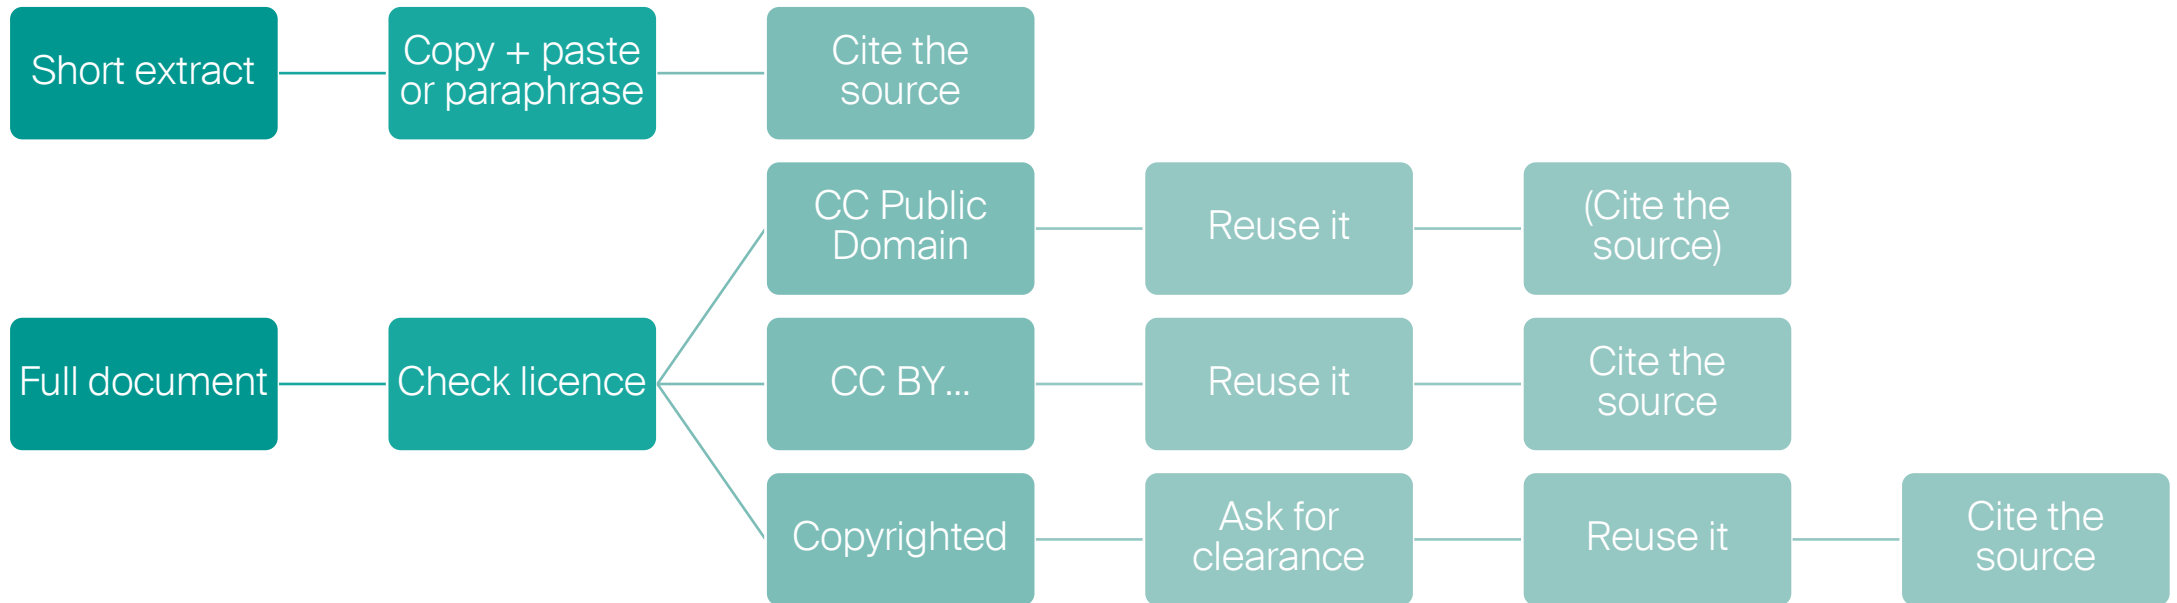 Short extract
Copy + paste
or paraphrase
Cite the
source
CC Public
Domain
Reuse it
(Cite the
source)
Full document
Check licence
CC BY...
Reuse it
Cite the
source
Copyrighted
Ask for
clearance
Reuse it
Cite the
source